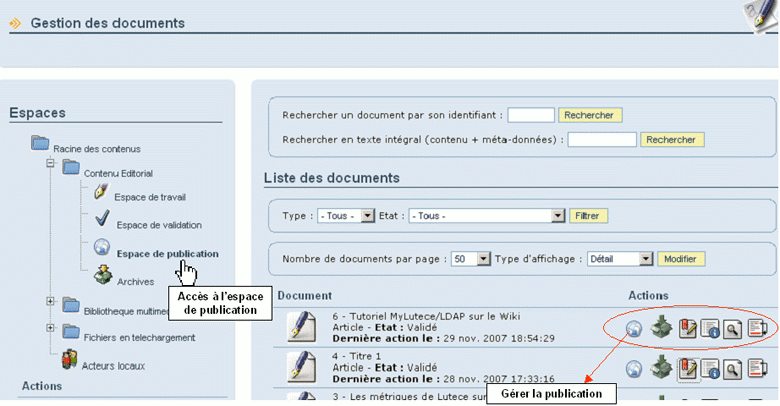 Gestion des documents
Espaces
Racine des contenus
Contenu Editorial
Espace de travail
Espace de validation
Espace de publication
Archives
Accès à l'espace
de publication
Bibliotheque multimed
Fichiers en telechargement
Acteurs locaux
Actions
Rechercher un document par son identifiant : Rechercher
Rechercher en texte intégral (contenu + méta-données) : Rechercher
Liste des documents
Type : - Tous - Etat : - Tous - Filtrer
Nombre de documents par page : 50 Type d'affichage : Détail Modifier
Document Actions
6 - Tutoriel MyLutece/LDAP sur le Wiki
Article - Etat : Validé
Dernière action le : 29 nov. 2007 18:54:29
4 - Titre 1
Article - Etat : Validé
Dernière action le : 28 nov. 2007 17:33:16
3 - Les métriques de Lutece sur
Gérer la publication